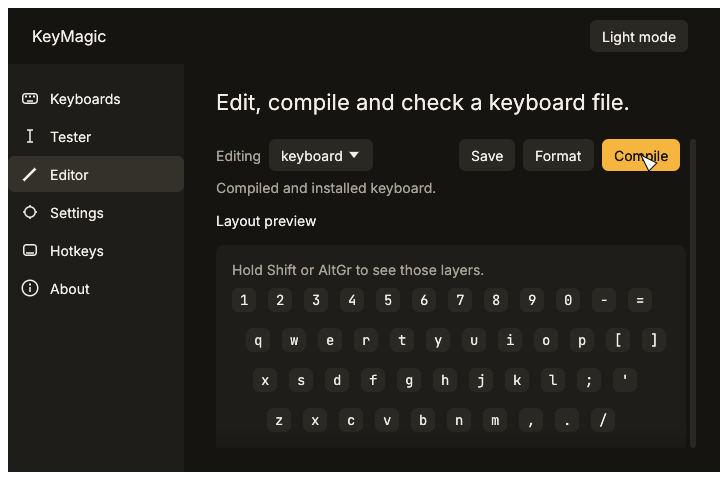 KeyMagic
Light mode
Keyboards
Tester
Editor
Settings
Hotkeys
About
Edit, compile and check a keyboard file.
Editing keyboard Save Format Compile
Compiled and installed keyboard.
Layout preview
Hold Shift or AltGr to see those layers.
1 2 3 4 5 6 7 8 9 0 - =
q w e r t y u i o p [ ]
x s d f g h j k l ; '
z x c v b n m , . /